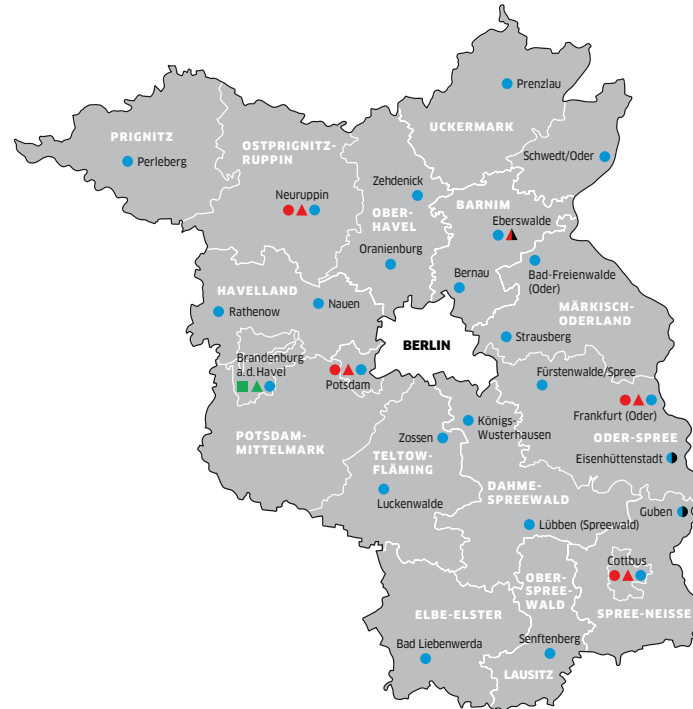 Prenzlau
PRIGNITZ
OSTPRIGNITZ-
RUPPIN
UCKERMARK
Perleberg
Schwedt/Oder
Zehdenick
Neuruppin
BARNIM
OBER-
HAVEL
Eberswalde
Oranienburg
Bernau
Bad-Freienwalde
(Oder)
HAVELLAND
Nauen
Rathenow
MÄRKISCH-
ODERLAND
BERLIN
Strausberg
Brandenburg
a.d.Havel
Potsdam
Fürstenwalde/Spree
Frankfurt (Oder)
POTSDAM-
MITTELMARK
Königs-
Wusterhausen
Zossen
ODER-SPREE
TELTOW-
FLÄMING
Eisenhüttenstadt
DAHME-
SPREEWALD
Luckenwalde
Guben
Lübben (Spreewald)
Cottbus
OBER-
SPREE-
WALD
ELBE-ELSTER
SPREE-NEISSE
Bad Liebenwerda
Senftenberg
LAUSITZ